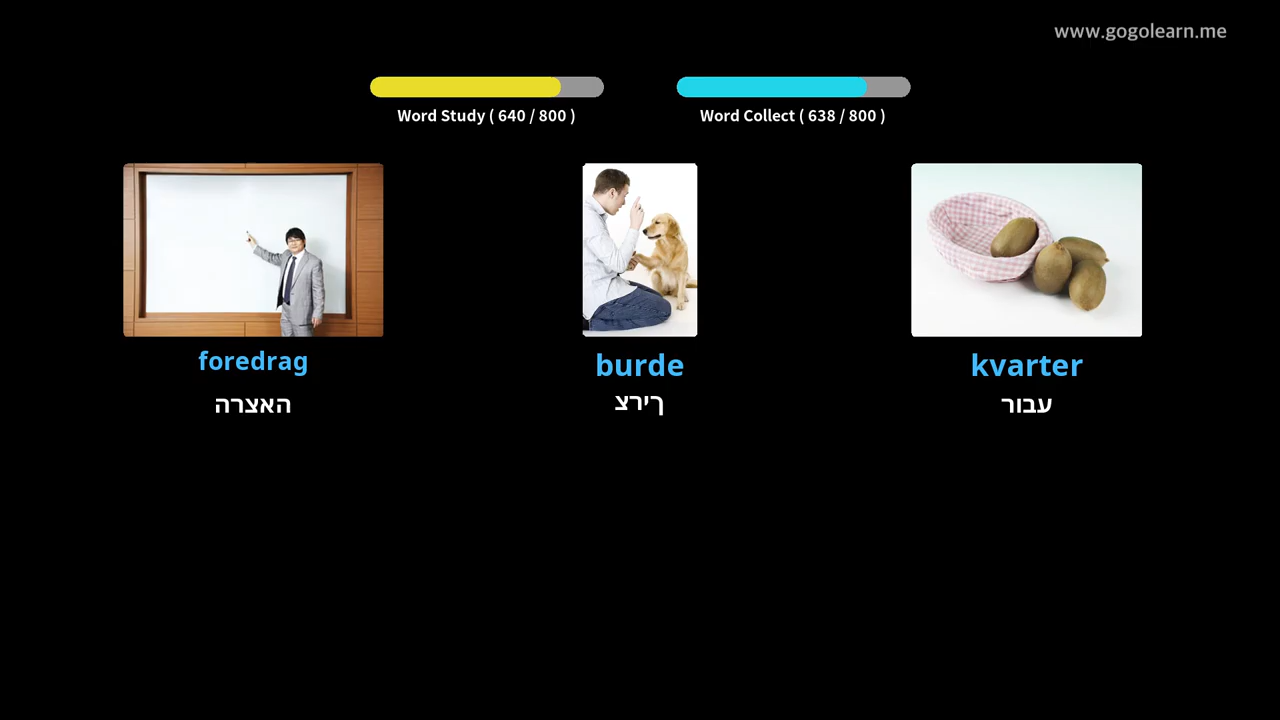 www.gogolearn.me
Word Study ( 640 / 800 )
Word Collect ( 638 / 800 )
foredrag
האצרה
burde
ךירצ
kvarter
עבור